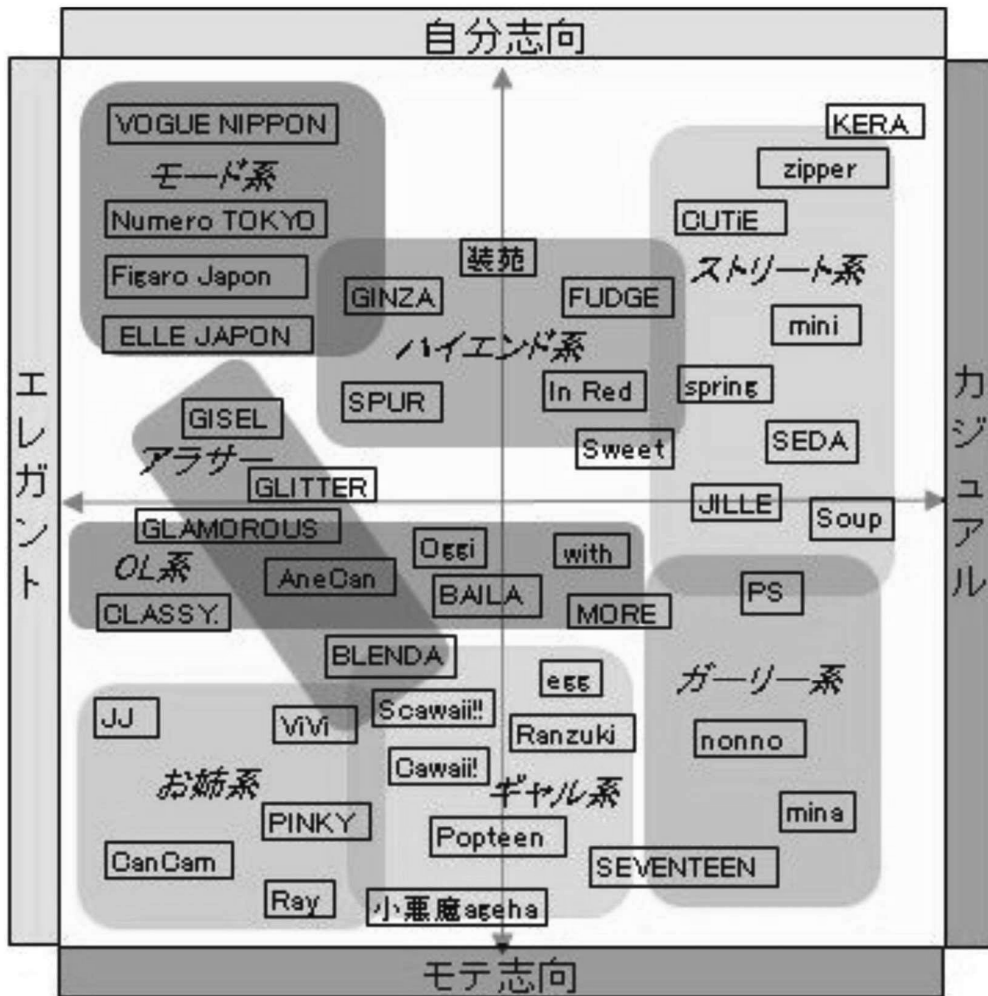 自分志向
エレガント
カジュアル
VOGUE NIPPON
モード系
Numero TOKYO
Figaro Japon
ELLE JAPON
KERA
zipper
CUTiE
ストリート系
mini
spring
SEDA
JILLE
Soup
装苑
GINZA
FUDGE
ハイエンド系
SPUR
In Red
Sweet
GISEL
アラサー
GLITTER
GLAMOROUS
OL系
AneCan
CLASSY.
Oggi
BAILA
with
MORE
BLENDA
PS
ガーリー系
nonno
mina
SEVENTEEN
JJ
ViVi
お姉系
PINKY
CanCam
Ray
egg
Scawaii!!
Ranzuki
Cawaii!
ギャル系
Popteen
小悪魔ageha
モテ志向